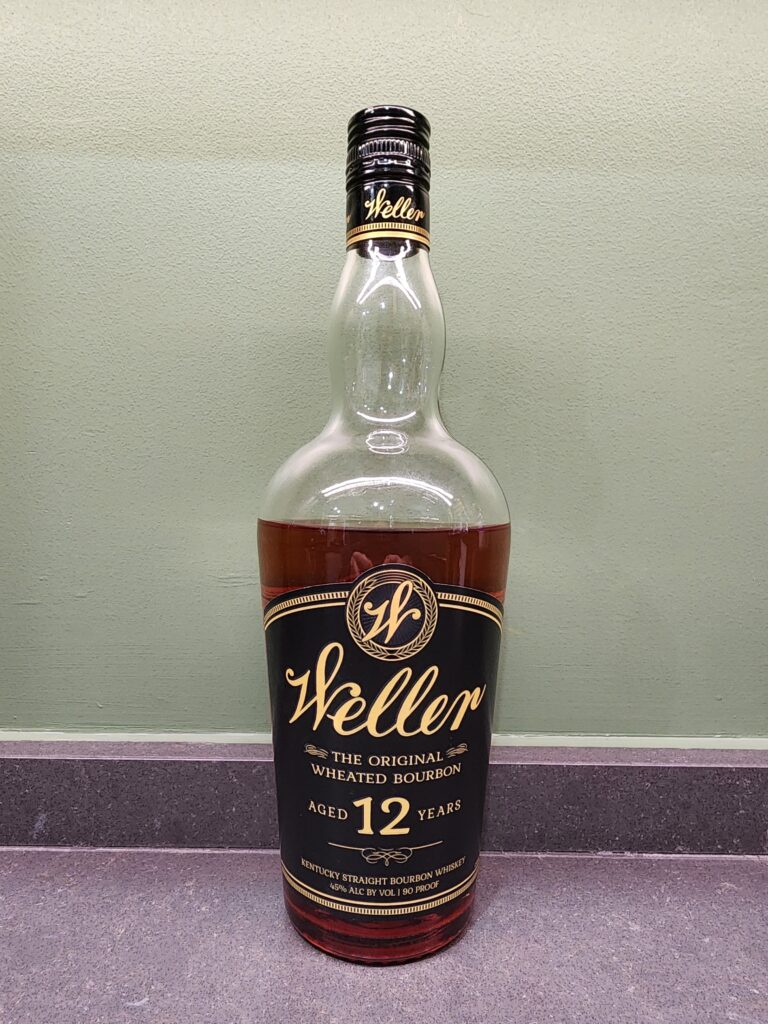 Weller
W
Weller
THE ORIGINAL
WHEATED BOURBON
AGED 12 YEARS
KENTUCKY STRAIGHT BOURBON WHISKEY
45% ALC BY VOL | 90 PROOF